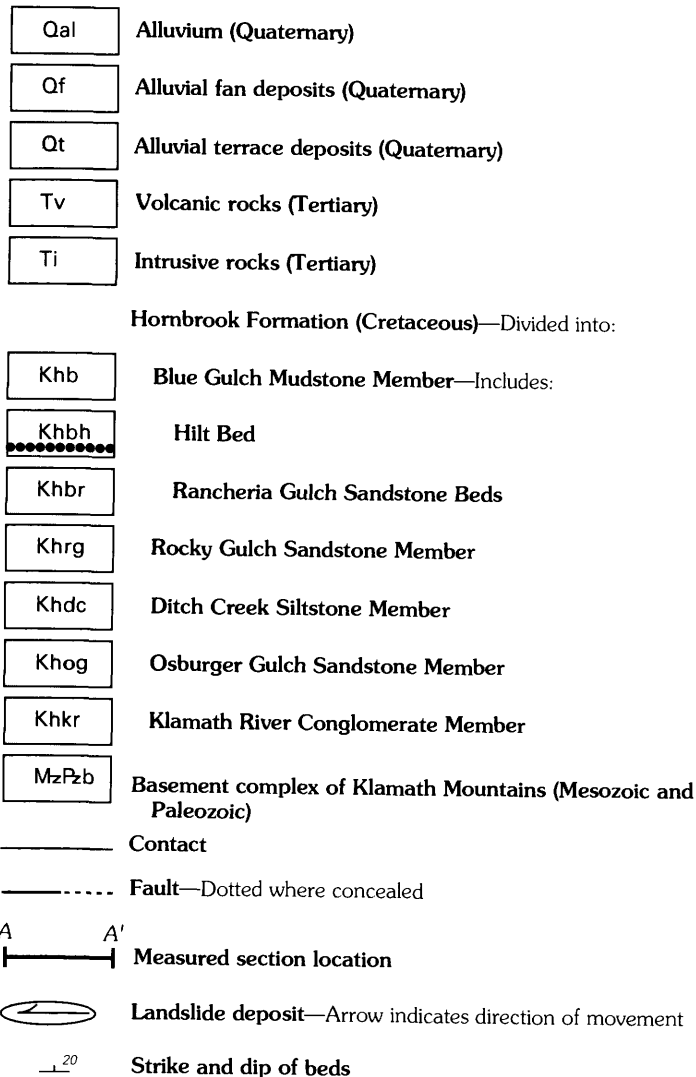 Qal Alluvium (Quaternary)
Qf Alluvial fan deposits (Quaternary)
Qt Alluvial terrace deposits (Quaternary)
Tv Volcanic rocks (Tertiary)
Ti Intrusive rocks (Tertiary)
Hornbrook Formation (Cretaceous)—Divided into:
Khb Blue Gulch Mudstone Member—Includes:
Khbh Hilt Bed
Khbr Rancheria Gulch Sandstone Beds
Khrg Rocky Gulch Sandstone Member
Khdc Ditch Creek Siltstone Member
Khog Osburger Gulch Sandstone Member
Khkr Klamath River Conglomerate Member
MzPzb Basement complex of Klamath Mountains (Mesozoic and
Paleozoic)
Contact
Fault—Dotted where concealed
A A'
Measured section location
Landslide deposit—Arrow indicates direction of movement
20 Strike and dip of beds